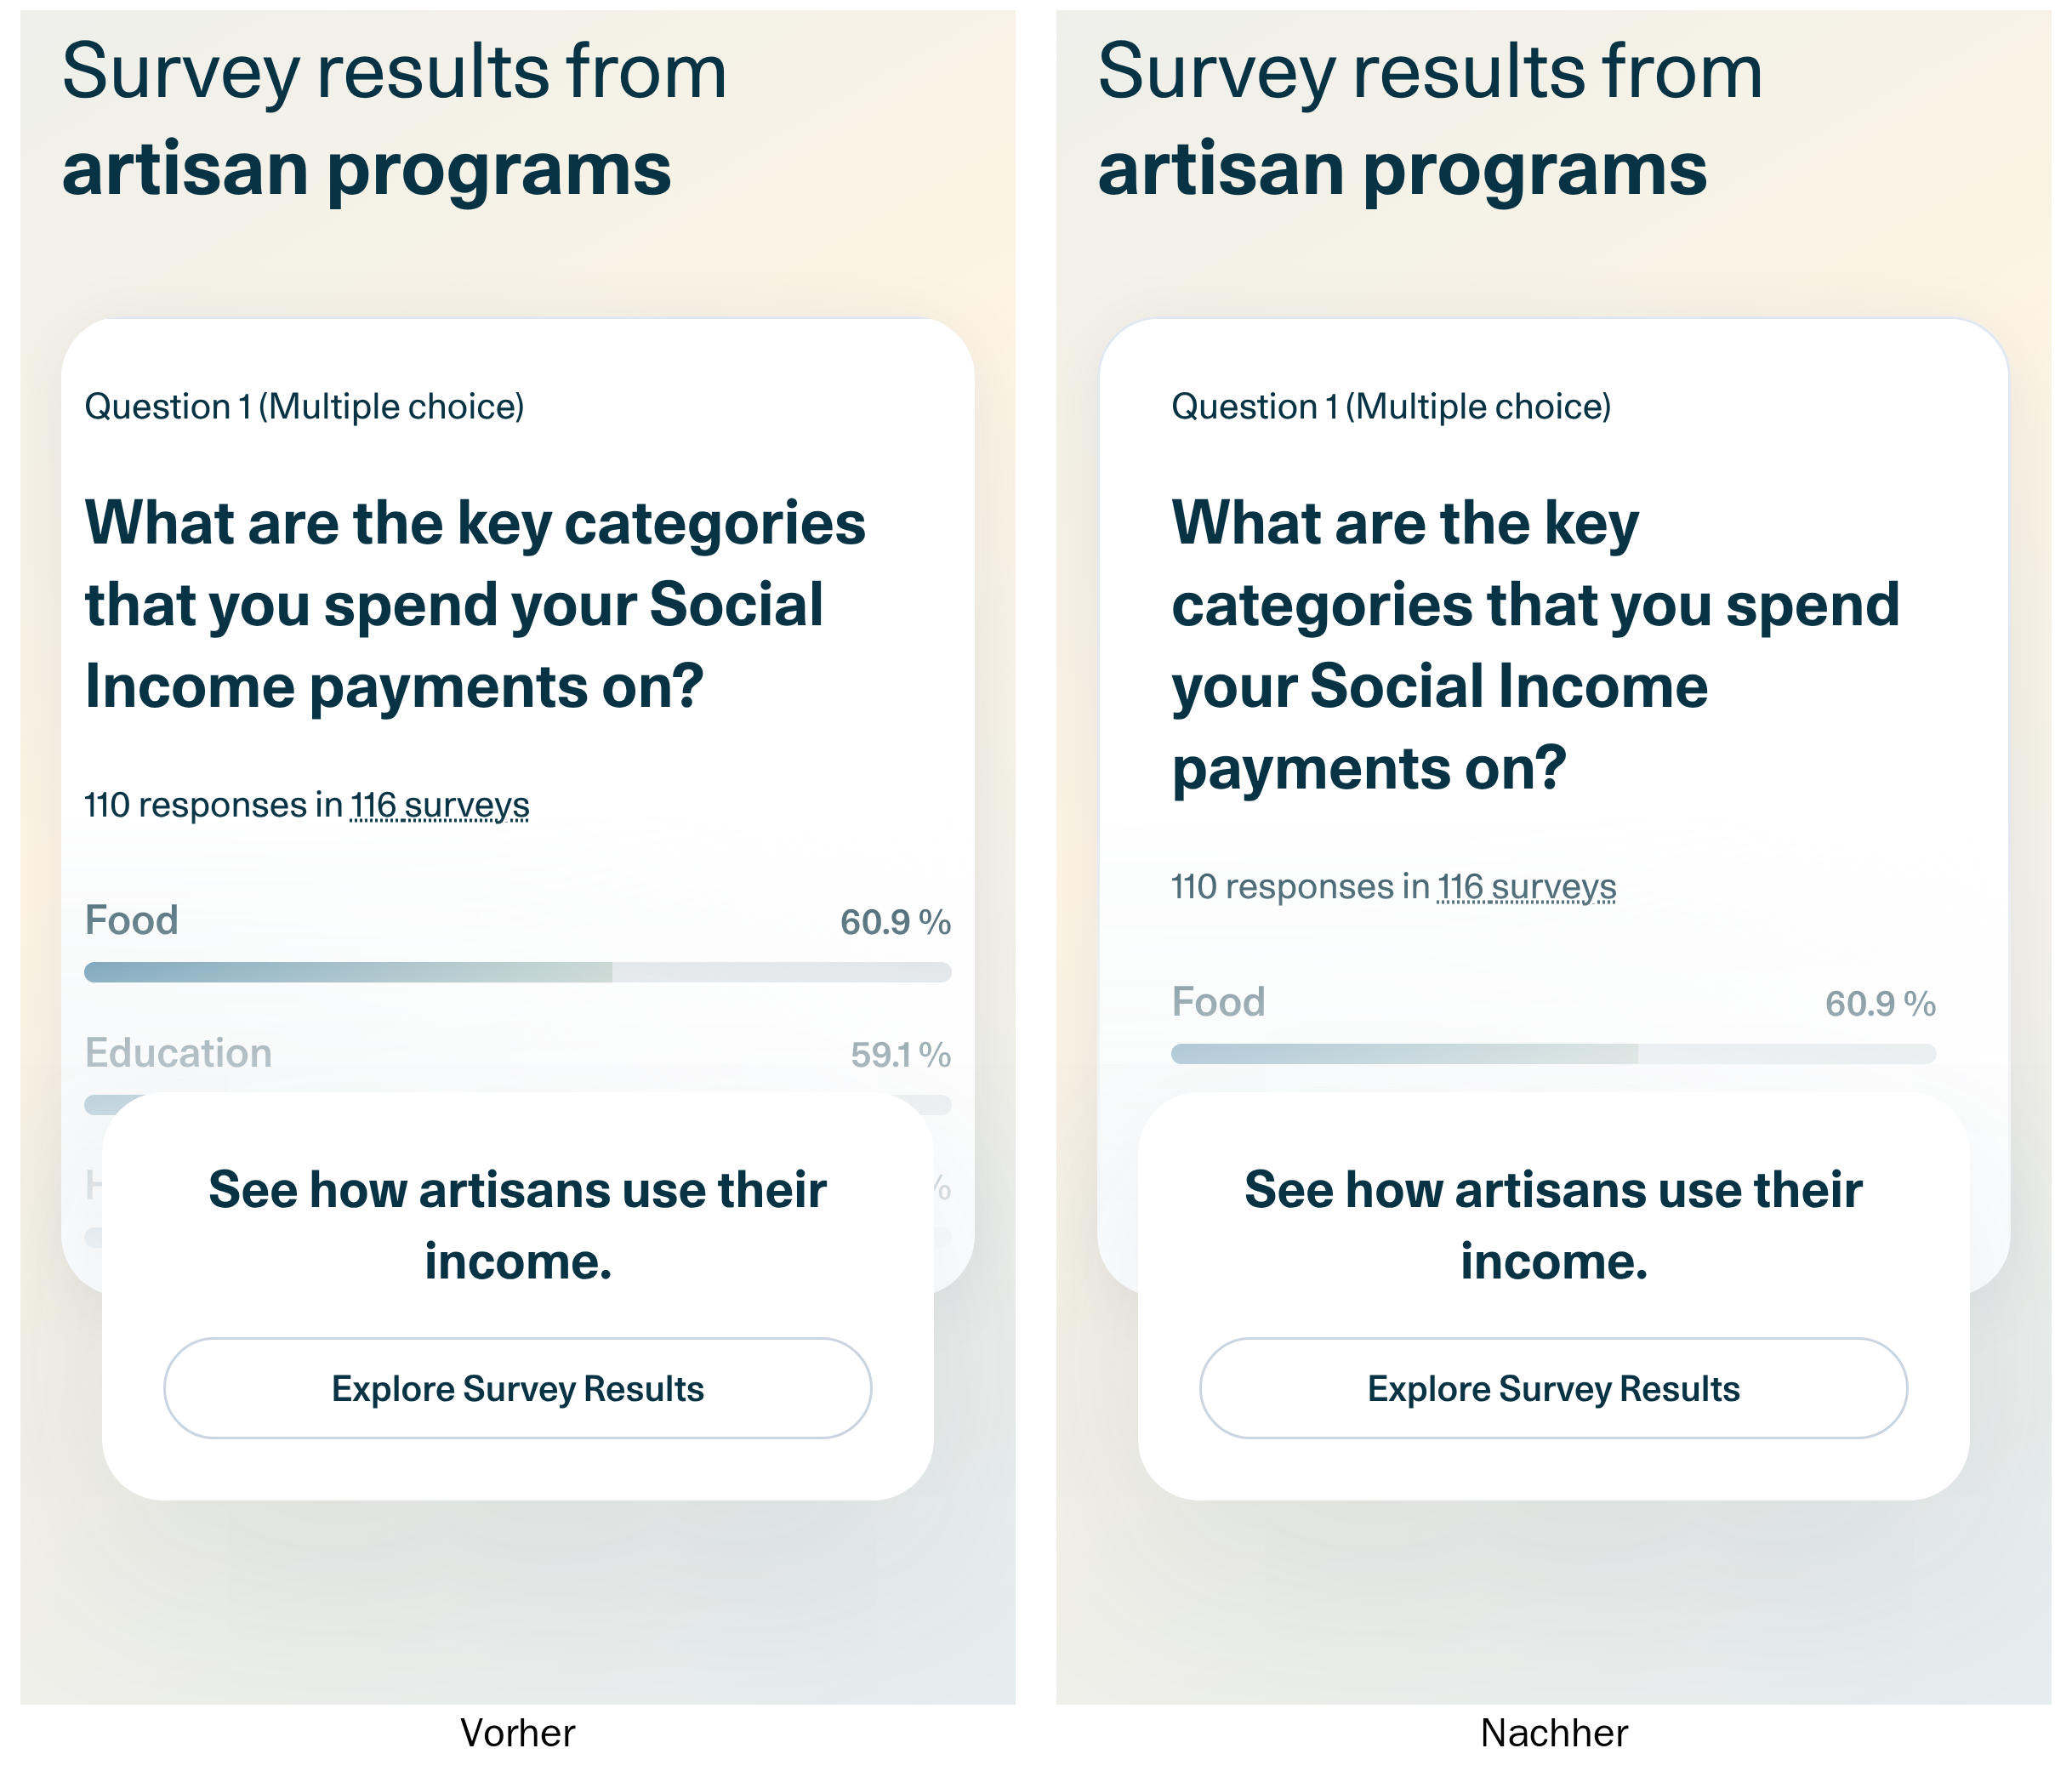 Survey results from
artisan programs
Question 1 (Multiple choice)
What are the key categories
that you spend your Social
Income payments on?
110 responses in 116 surveys
Food 60.9 %
Education 59.1 %
H %
See how artisans use their
income.
Explore Survey Results
Vorher
Survey results from
artisan programs
Question 1 (Multiple choice)
What are the key
categories that you spend
your Social Income
payments on?
110 responses in 116 surveys
Food 60.9 %
See how artisans use their
income.
Explore Survey Results
Nachher